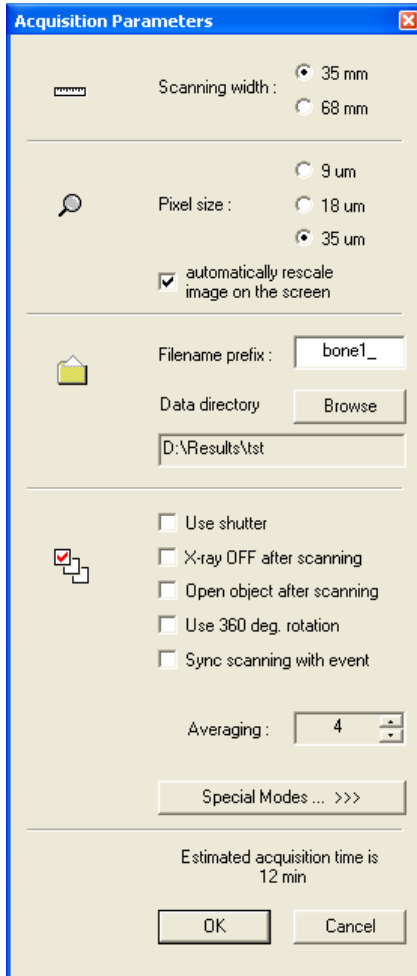 Acquisition Parameters
Scanning width :
35 mm
68 mm
Pixel size :
9 um
18 um
35 um
automatically rescale
image on the screen
Filename prefix :
bone1_
Data directory
Browse
D:\Results\tst
Use shutter
X-ray OFF after scanning
Open object after scanning
Use 360 deg. rotation
Sync scanning with event
Averaging :
4
Special Modes ... >>>
Estimated acquisition time is
12 min
OK
Cancel